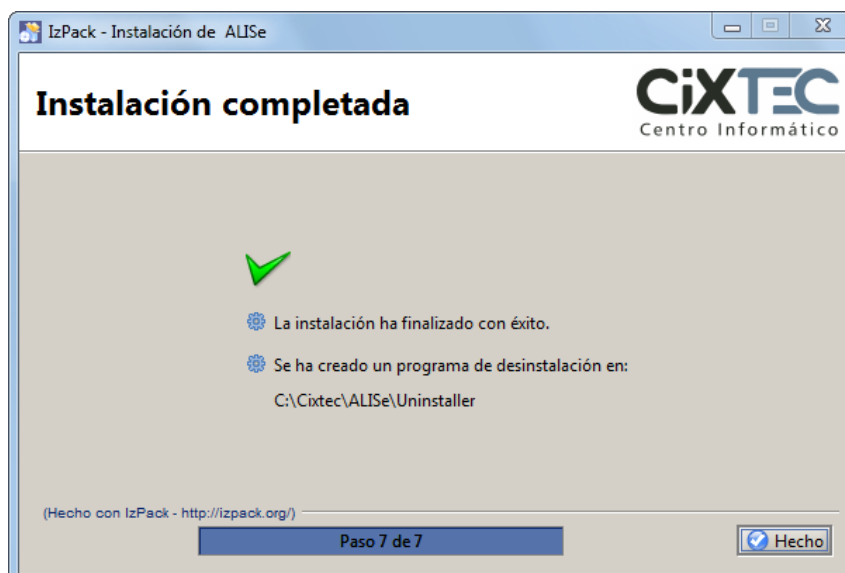 IzPack - Instalación de ALISe
Instalación completada
CiXTEC
Centro Informático
La instalación ha finalizado con éxito.
Se ha creado un programa de desinstalación en:
C:\Cixtec\ALISe\Uninstaller
(Hecho con IzPack - http://izpack.org/)
Paso 7 de 7
Hecho